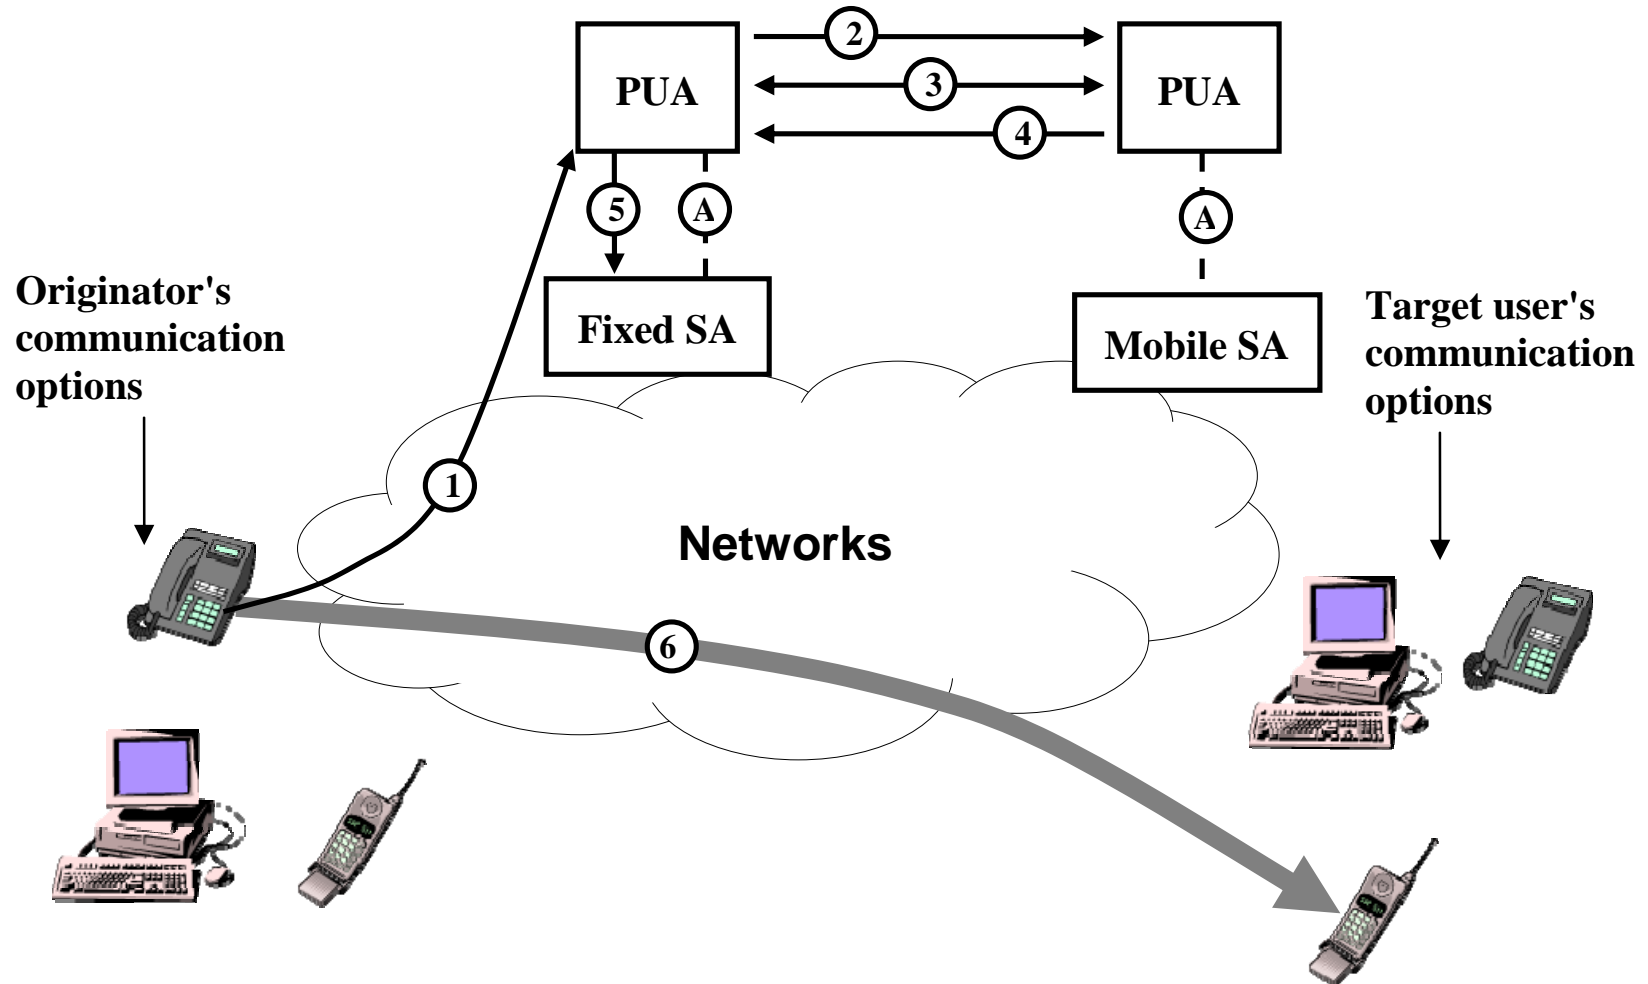 2
PUA
3
PUA
4
5
A
A
Originator's
communication
options
Fixed SA
Mobile SA
Target user's
communication
options
1
Networks
6